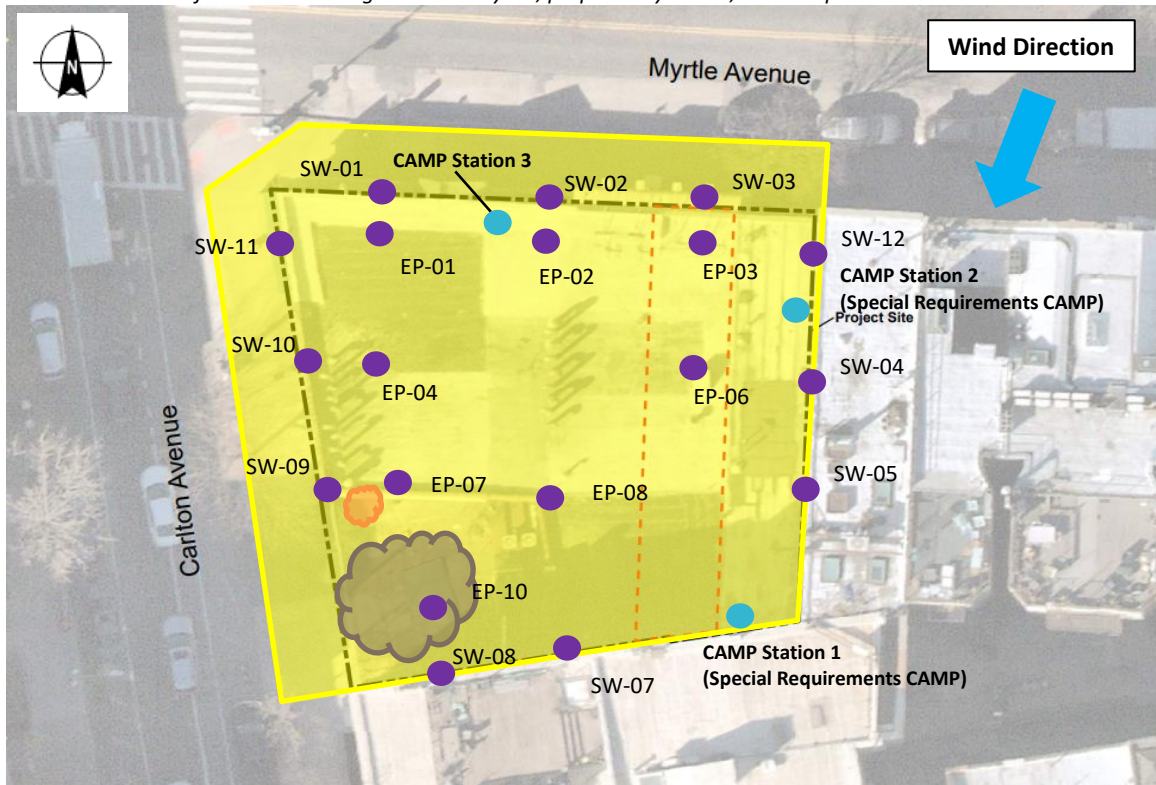 Wind Direction
N
Myrtle Avenue
CAMP Station 3
SW-01
SW-02
SW-03
SW-11
SW-12
EP-01
EP-02
EP-03
CAMP Station 2
(Special Requirements CAMP)
Project Site
SW-10
EP-04
EP-06
SW-04
Carlton Avenue
SW-09
EP-07
EP-08
SW-05
EP-10
SW-08
SW-07
CAMP Station 1
(Special Requirements CAMP)